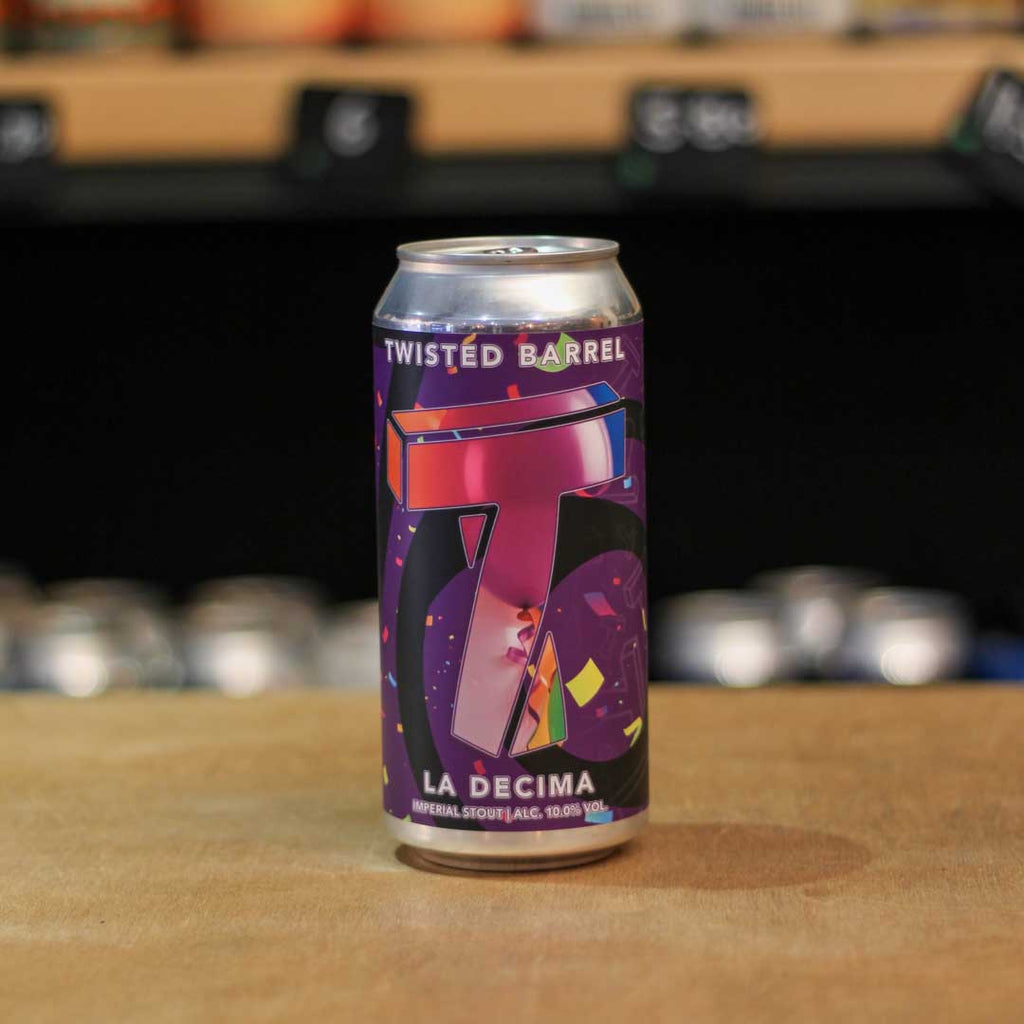 TWISTED BARREL
T
LA DECIMA
IMPERIAL STOUT | ALC. 10.0% VOL.